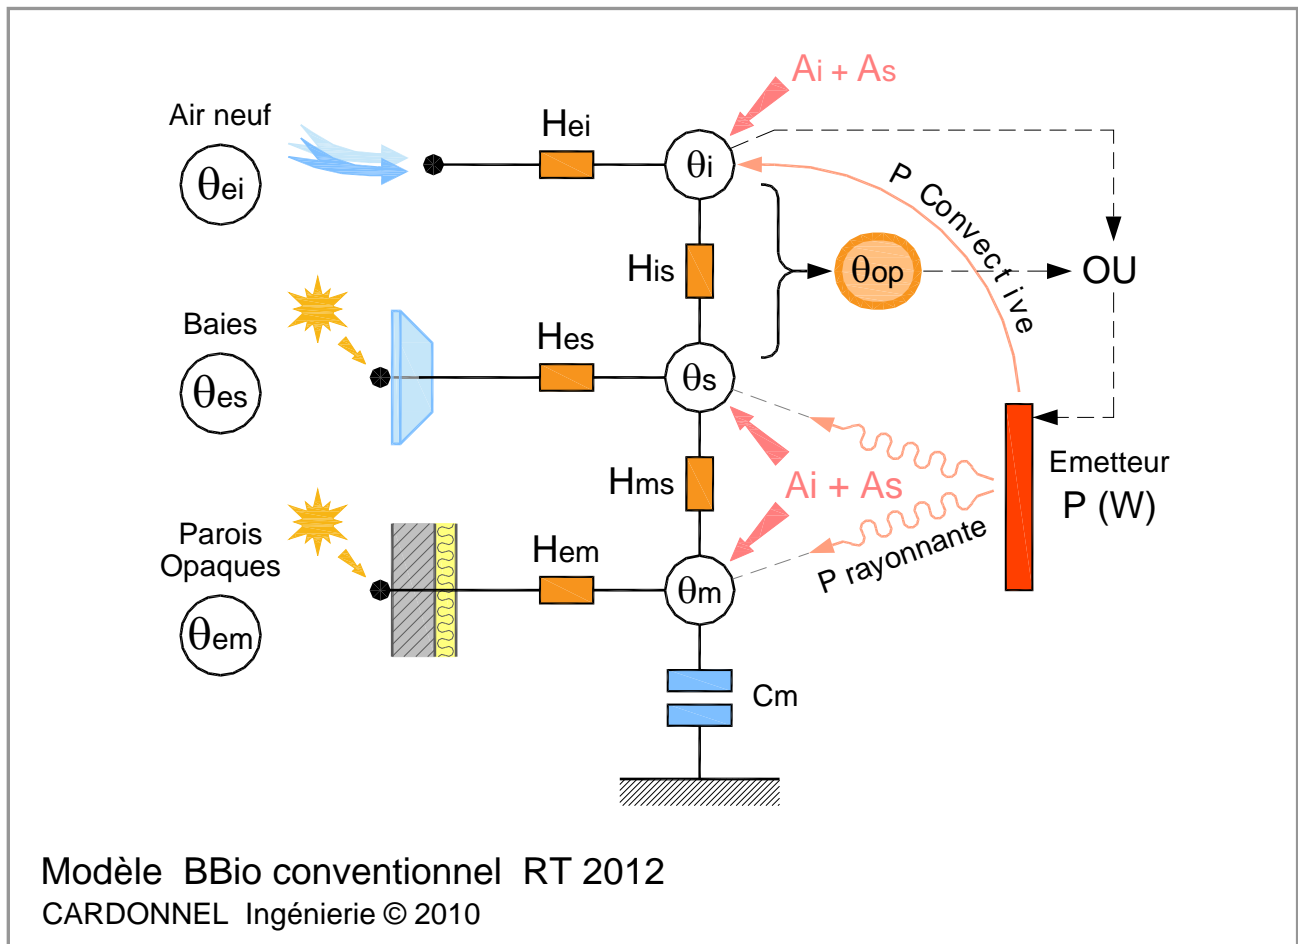 Ai + As
Air neuf
θei
Hei
θi
P Convective
His
θop
OU
Baies
θes
Hes
θs
Hms
Ai + As
Emetteur
P (W)
P rayonnante
Parois
Opaques
θem
Hem
θm
Cm
Modèle BBio conventionnel RT 2012
CARDONNEL Ingénierie © 2010